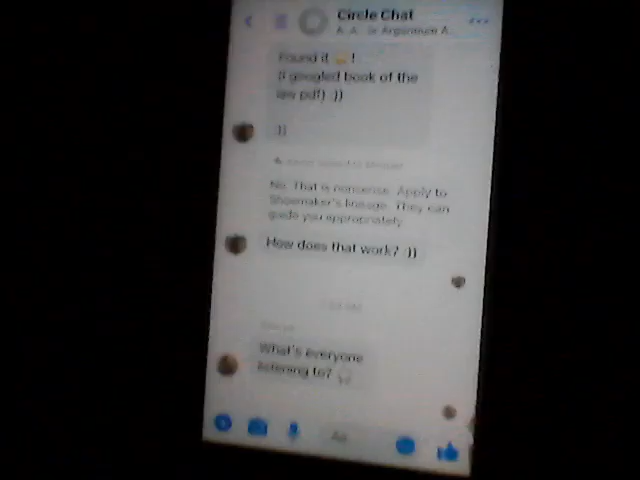 Circle Chat
Found it !
(I googled book of the
law pdf) :))
:))
No. That is nonsense. Apply to
Shoemaker's lineage. They can
guide you appropriately.
How does that work? :))
What's everyone
listening to?
Aa